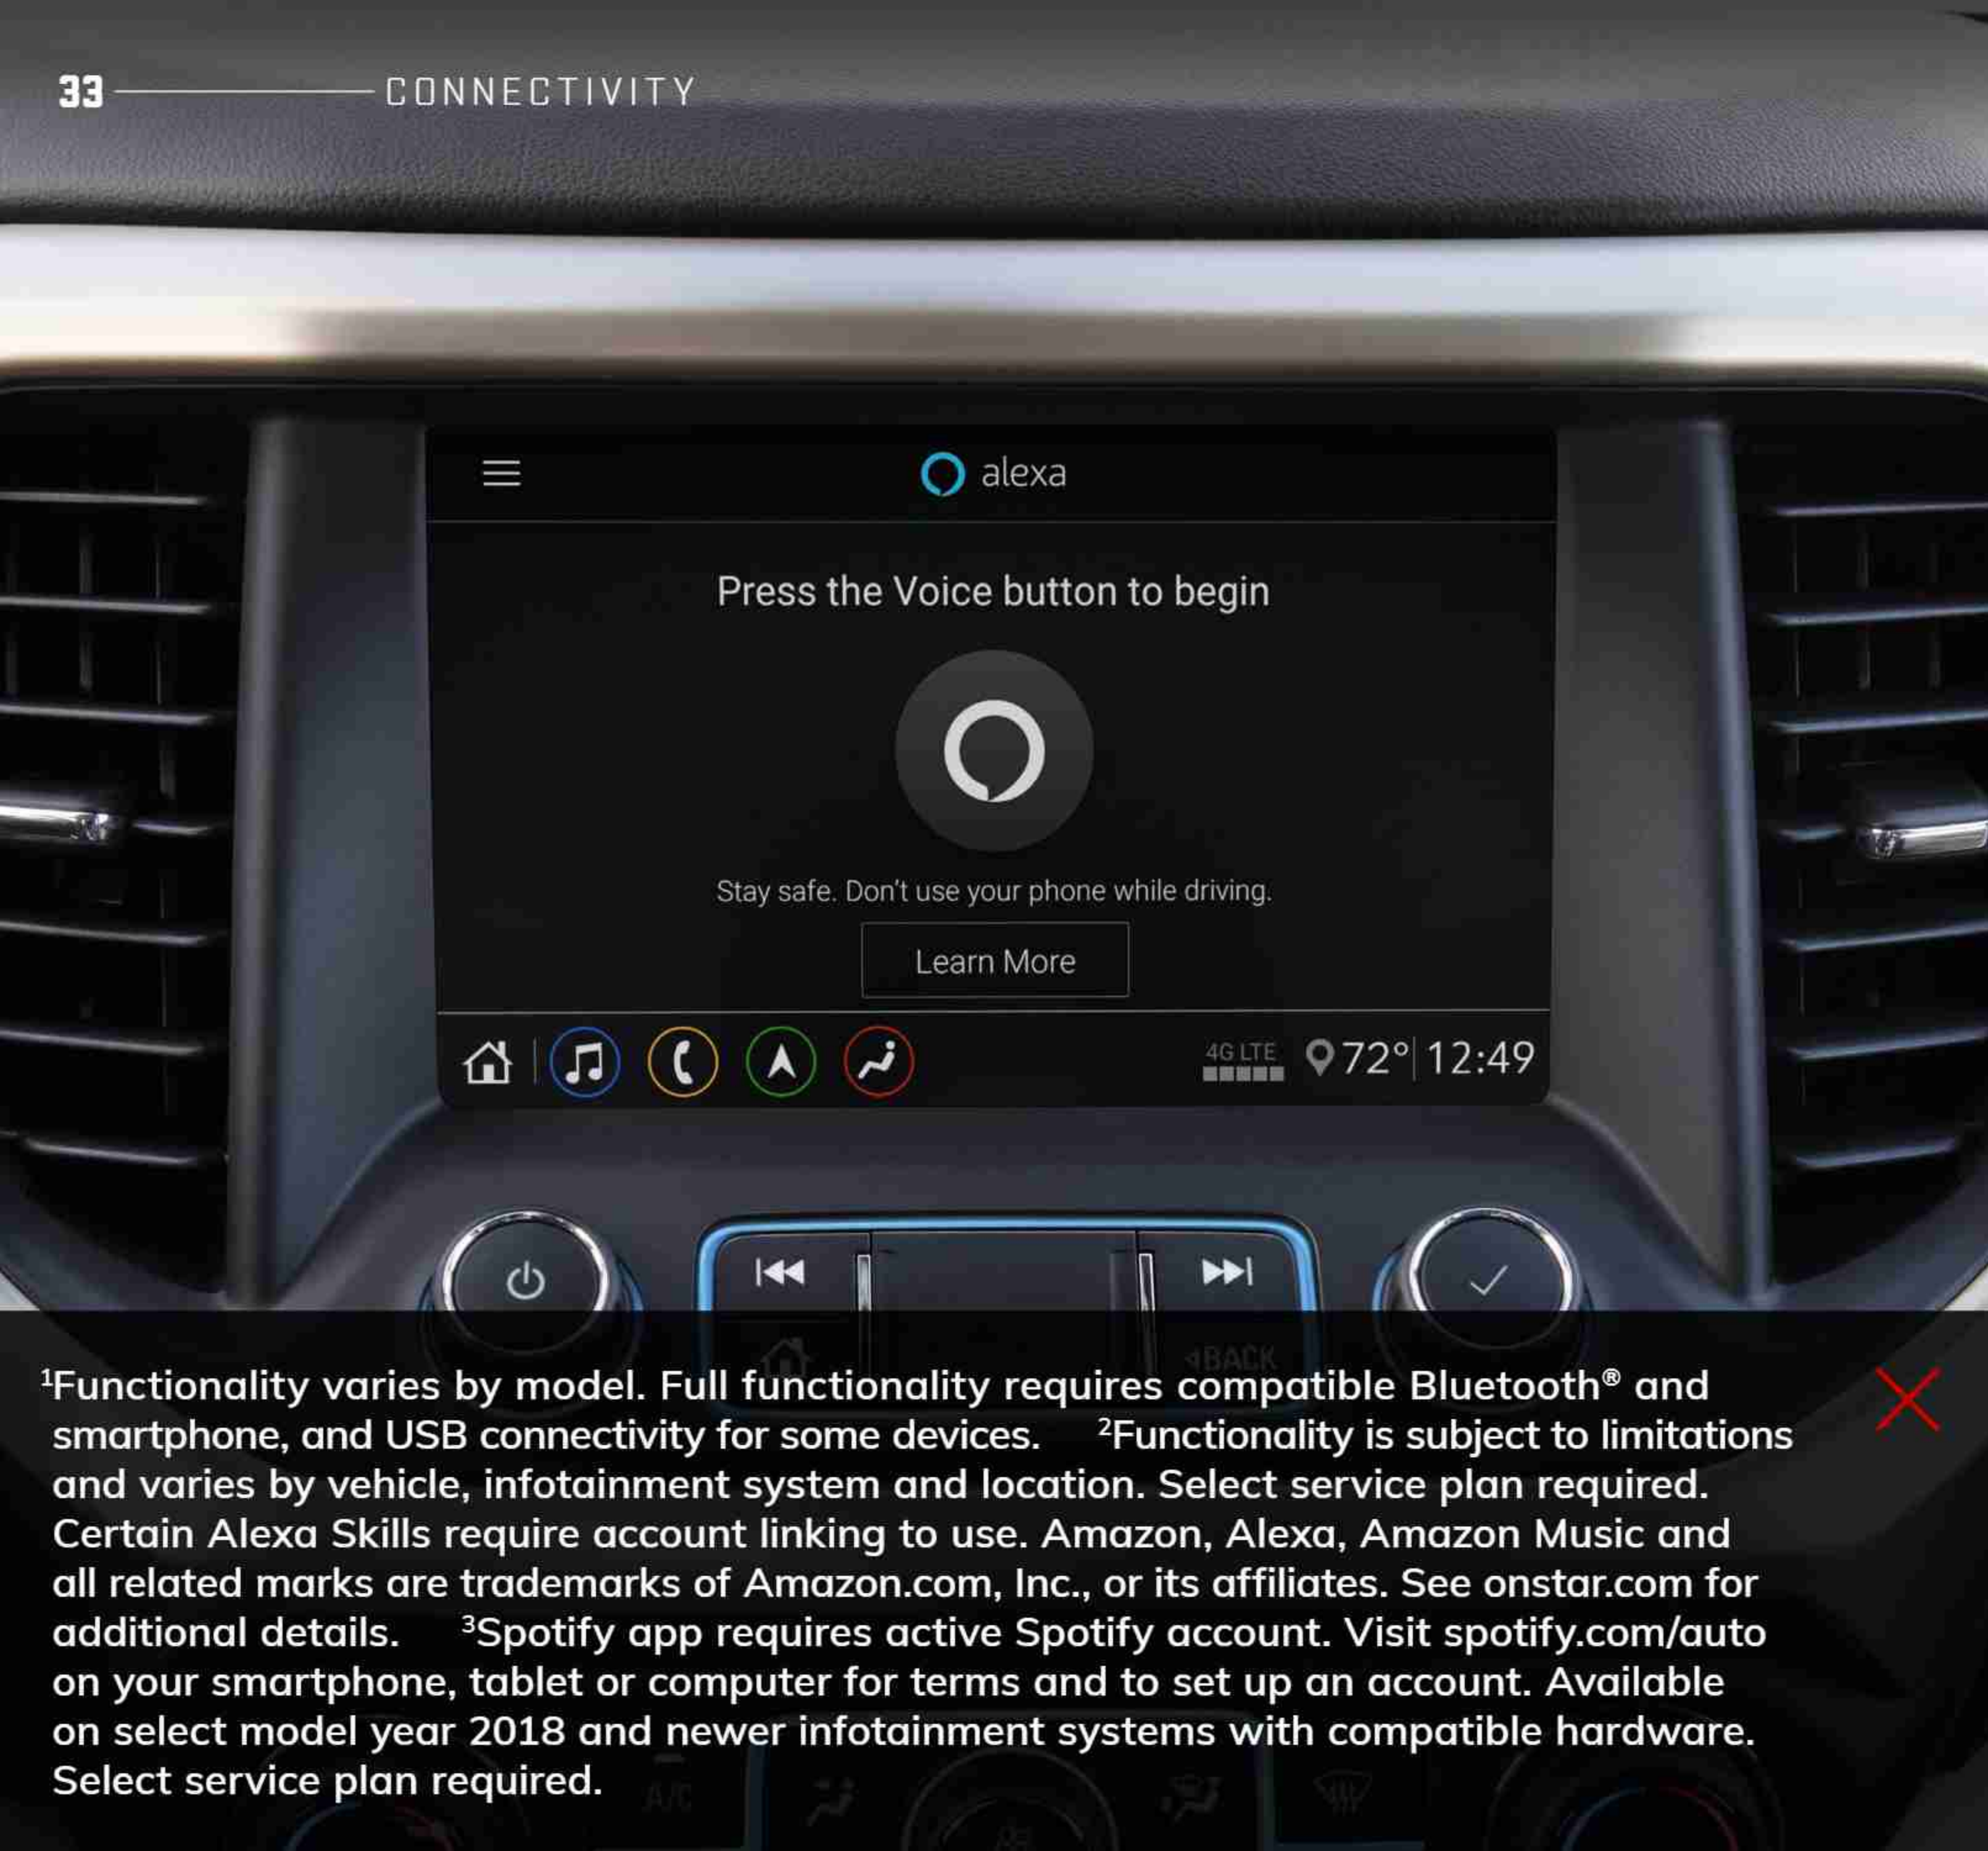 33 CONNECTIVITY
alexa
Press the Voice button to begin
Stay safe. Don't use your phone while driving.
Learn More
4G LTE 72° 12:49
◃BACK
¹Functionality varies by model. Full functionality requires compatible Bluetooth® and
smartphone, and USB connectivity for some devices. ²Functionality is subject to limitations
and varies by vehicle, infotainment system and location. Select service plan required.
Certain Alexa Skills require account linking to use. Amazon, Alexa, Amazon Music and
all related marks are trademarks of Amazon.com, Inc., or its affiliates. See onstar.com for
additional details. ³Spotify app requires active Spotify account. Visit spotify.com/auto
on your smartphone, tablet or computer for terms and to set up an account. Available
on select model year 2018 and newer infotainment systems with compatible hardware.
Select service plan required.
A/C